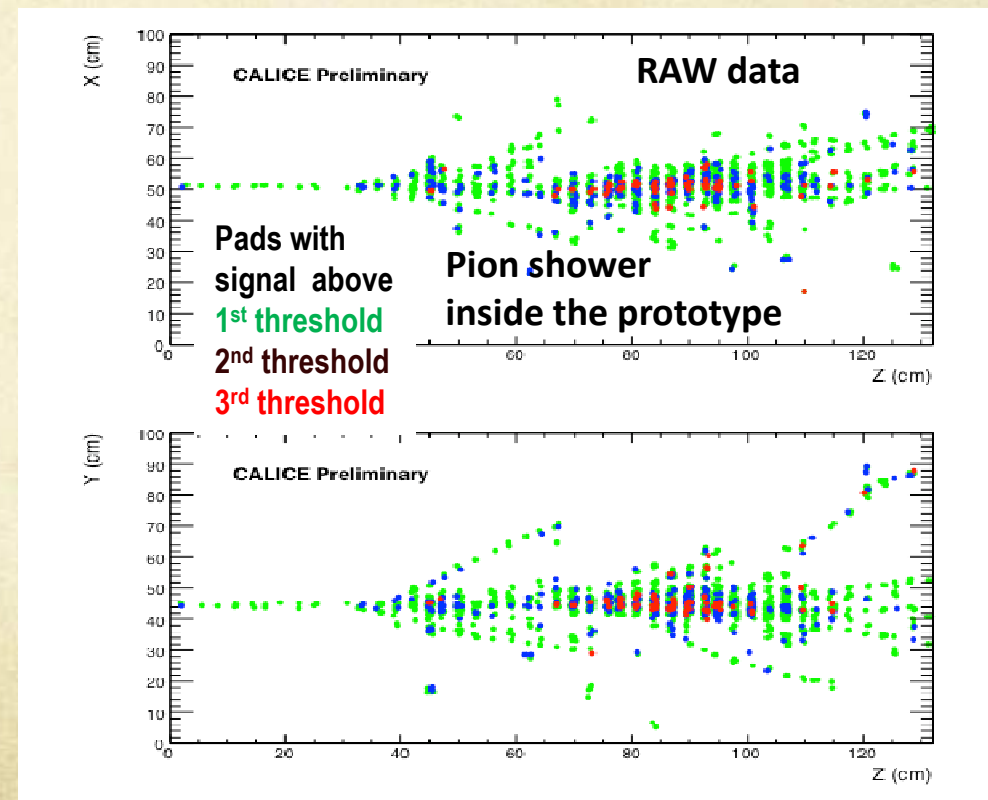 X (cm)
100
90
80
70
60
50
40
30
20
10
0
CALICE Preliminary
RAW data
Pads with
signal above
1st threshold
2nd threshold
3rd threshold
Pion shower
inside the prototype
0
60
80
100
120
Z (cm)
Y (cm)
100
90
80
70
60
50
40
30
20
10
0
CALICE Preliminary
0
20
40
60
80
100
120
Z (cm)